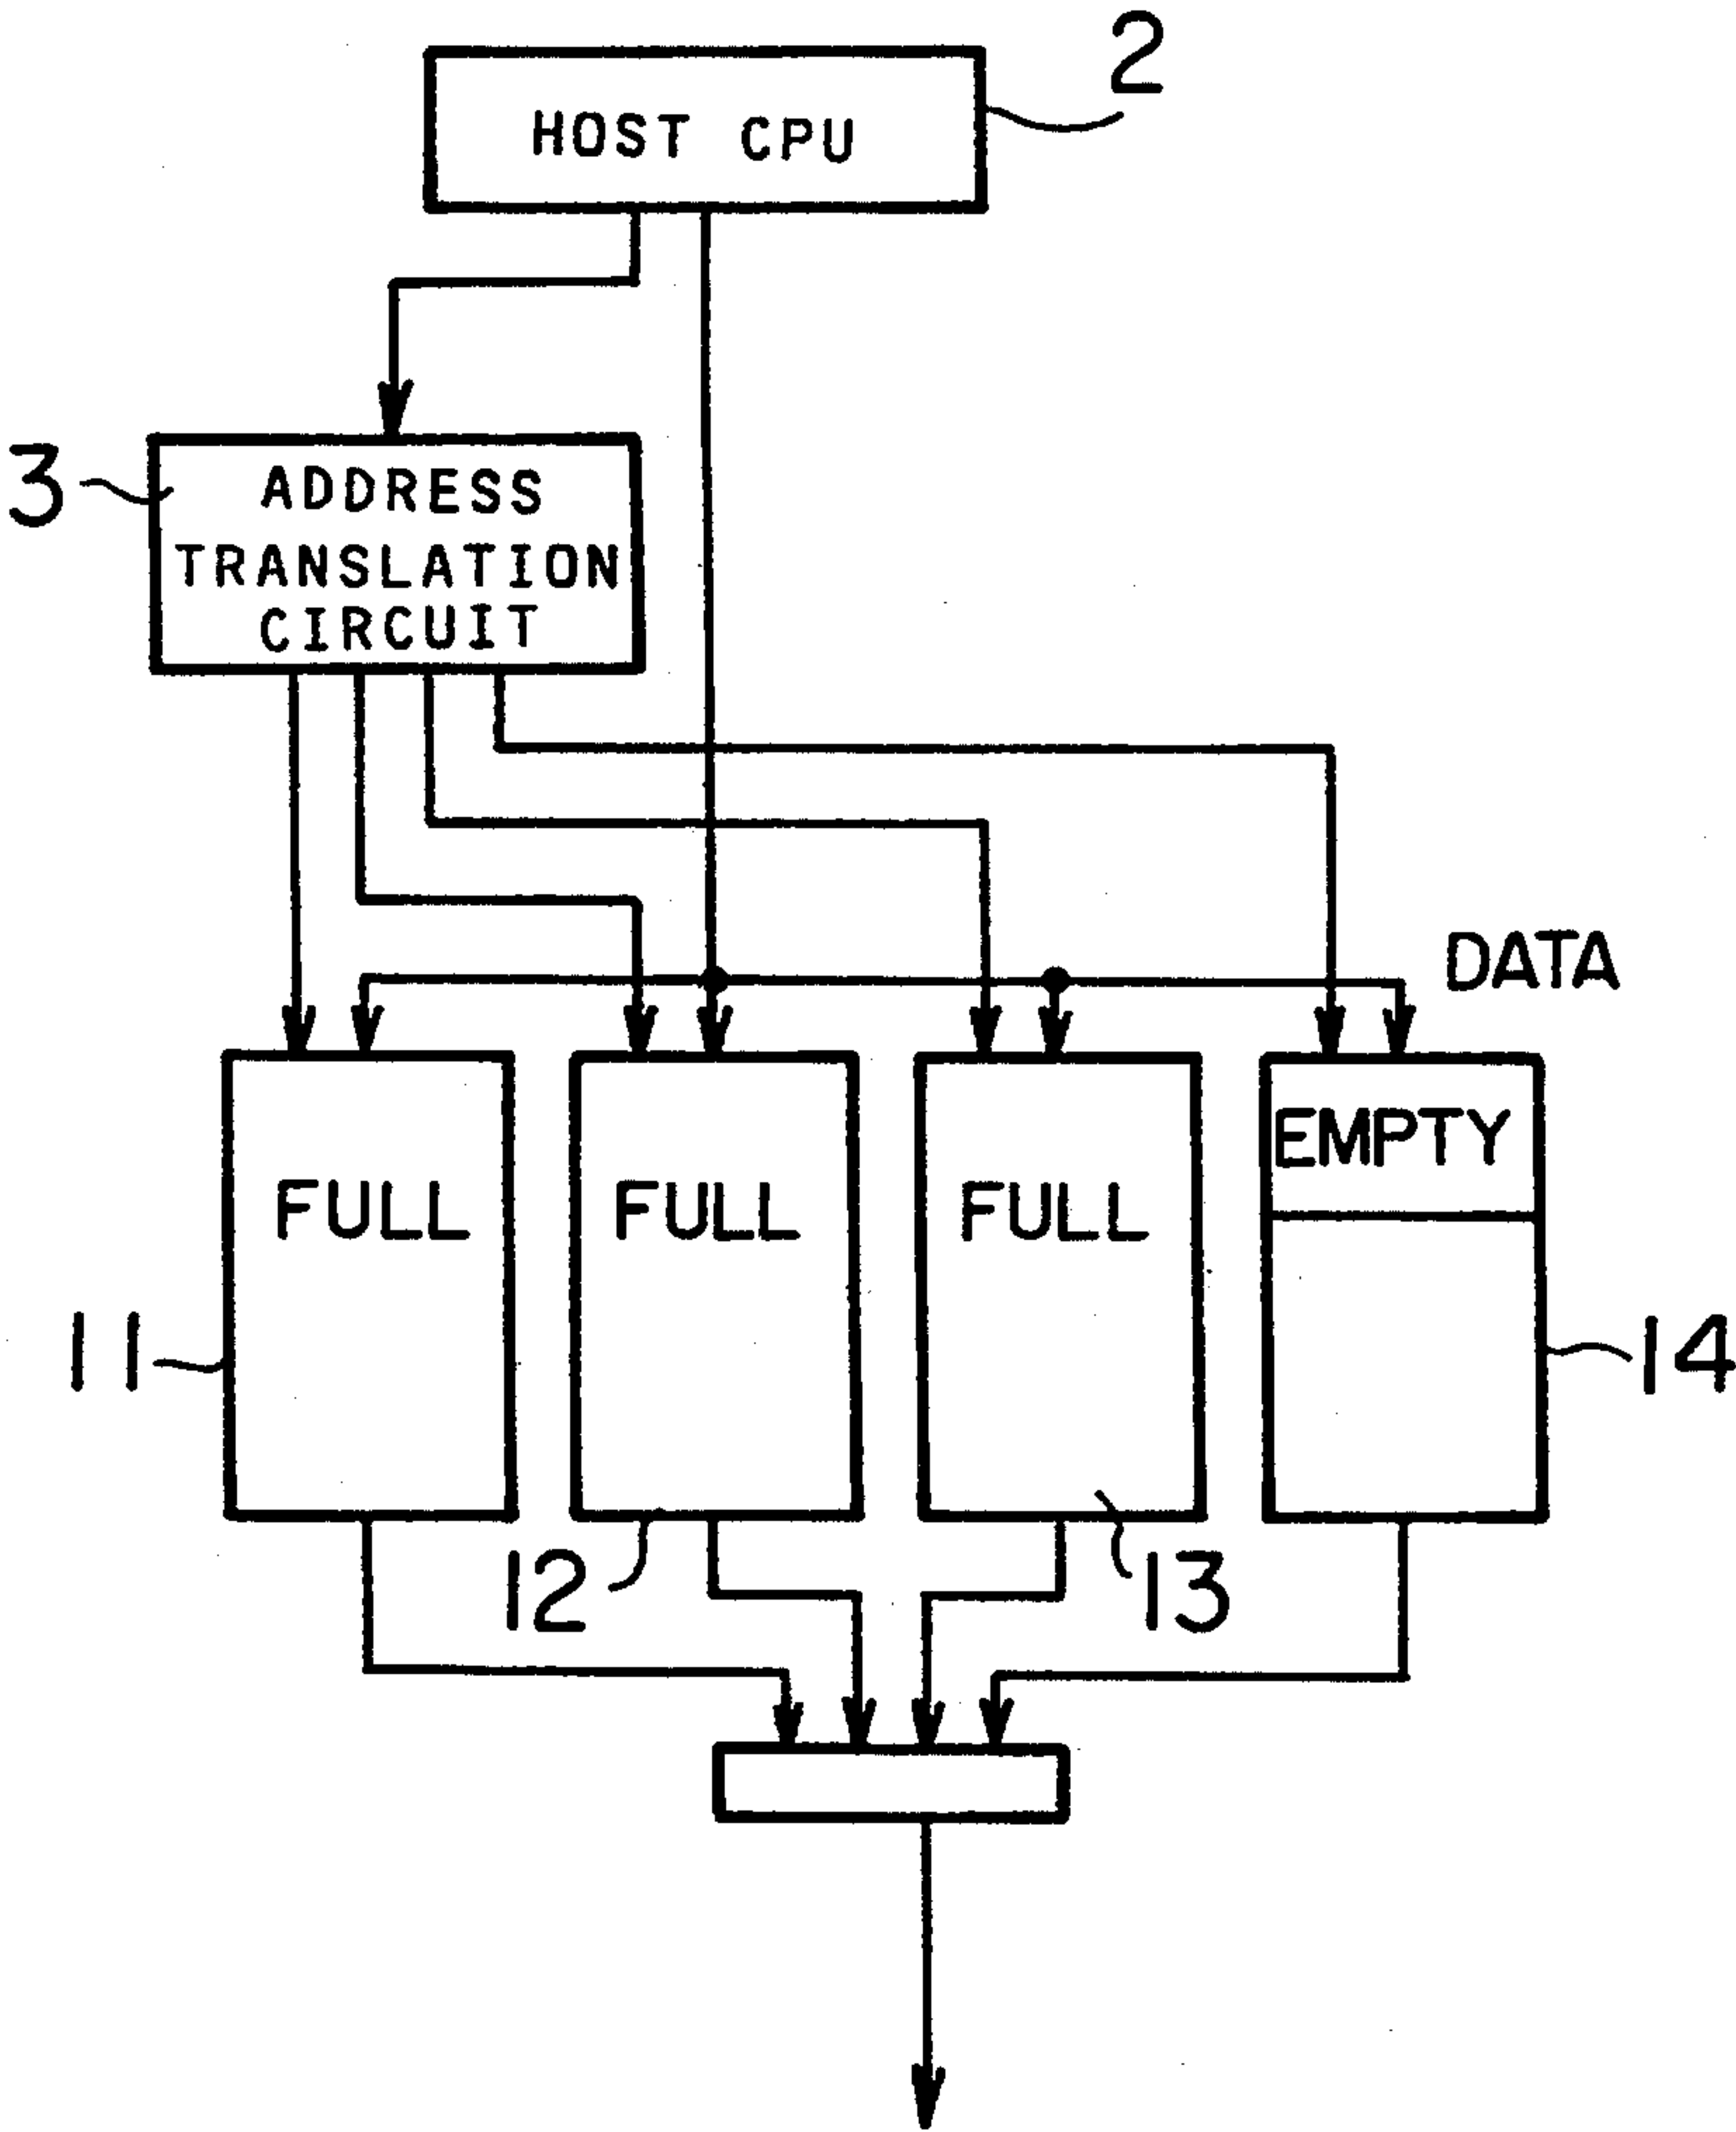 2
HOST CPU
3
ADDRESS
TRANSLATION
CIRCUIT
DATA
EMPTY
FULL
FULL
FULL
11
14
12
13